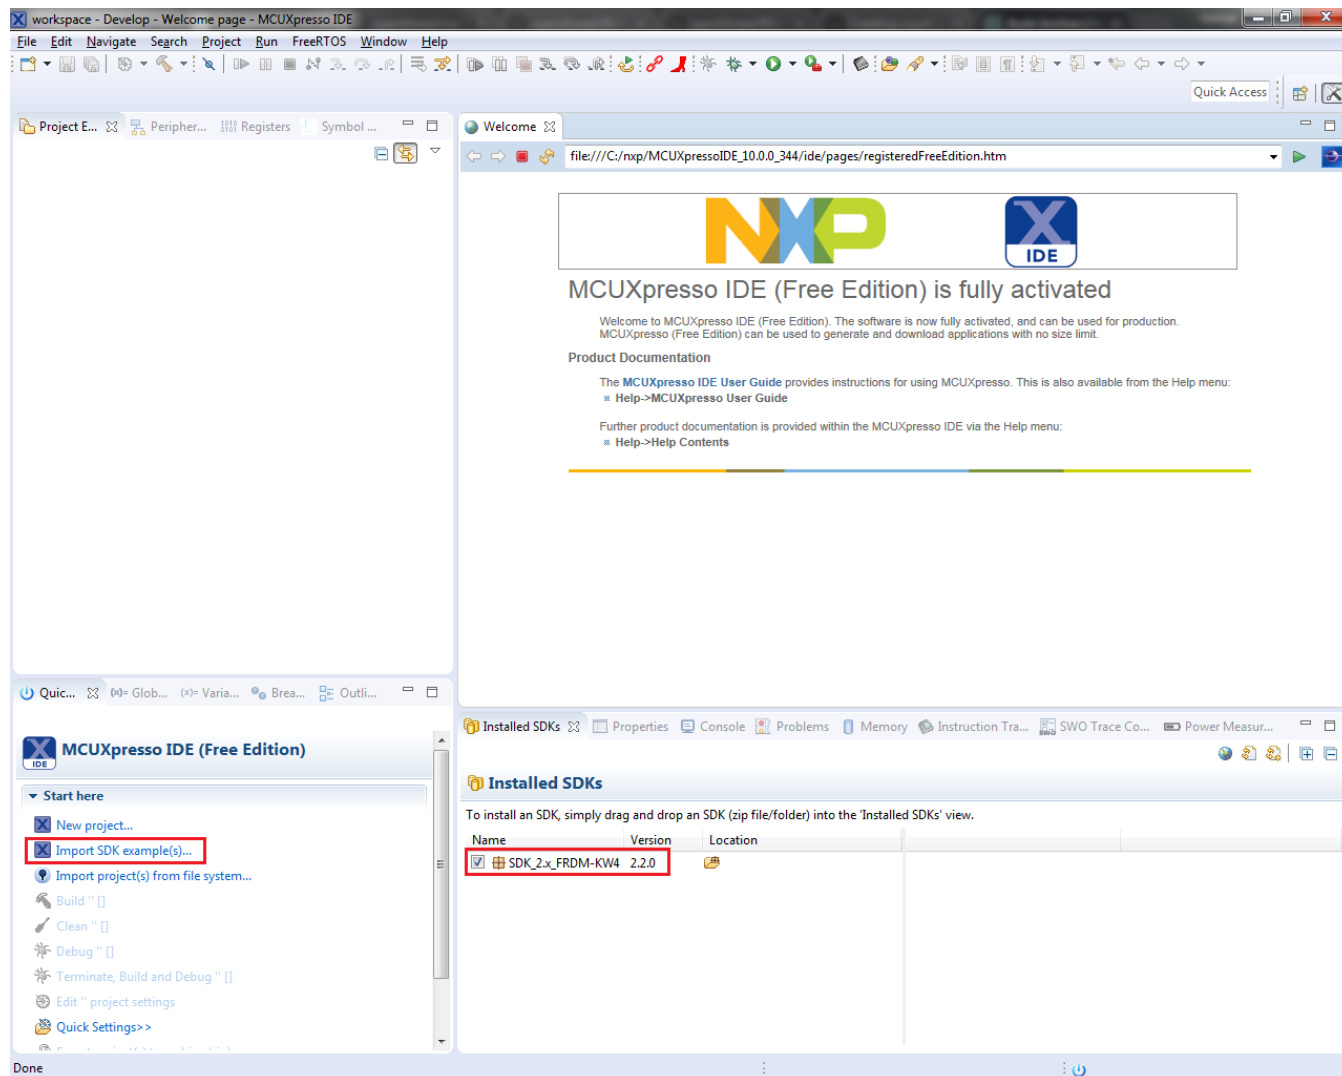 workspace - Develop - Welcome page - MCUXpresso IDE
File Edit Navigate Search Project Run FreeRTOS Window Help
Quick Access
Project E... Peripher... Registers Symbol ...
Welcome
file:///C:/nxp/MCUXpressoIDE_10.0.0_344/ide/pages/registeredFreeEdition.htm
NXP
X IDE
MCUXpresso IDE (Free Edition) is fully activated
Welcome to MCUXpresso IDE (Free Edition). The software is now fully activated, and can be used for production.
MCUXpresso (Free Edition) can be used to generate and download applications with no size limit.
Product Documentation
The MCUXpresso IDE User Guide provides instructions for using MCUXpresso. This is also available from the Help menu:
Help->MCUXpresso User Guide
Further product documentation is provided within the MCUXpresso IDE via the Help menu:
Help->Help Contents
Quic... (x)= Glob... (x)= Varia... Brea... Outli...
X IDE
MCUXpresso IDE (Free Edition)
Start here
New project...
Import SDK example(s)...
Import project(s) from file system...
Build '' []
Clean '' []
Debug '' []
Terminate, Build and Debug '' []
Edit '' project settings
Quick Settings>>
Installed SDKs Properties Console Problems Memory Instruction Tra... SWO Trace Co... Power Measur...
Installed SDKs
To install an SDK, simply drag and drop an SDK (zip file/folder) into the 'Installed SDKs' view.
Name Version Location
SDK_2.x_FRDM-KW4 2.2.0
Done